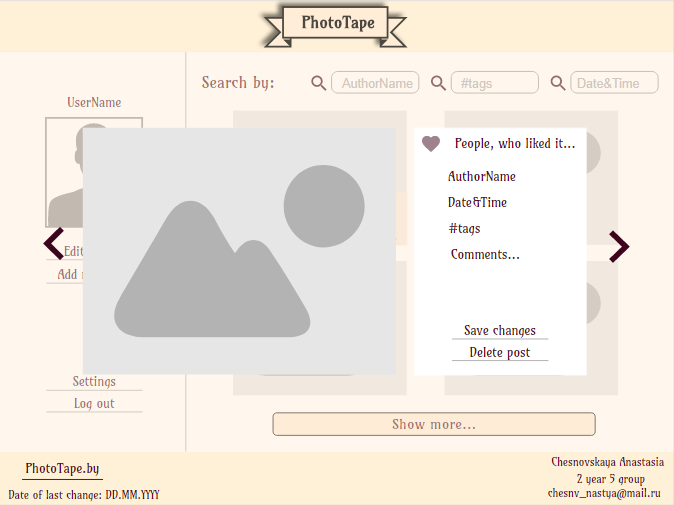 PhotoTape
Search by:
AuthorName
#tags
Date&Time
UserName
People, who liked it...
AuthorName
Date&Time
#tags
Edit
Comments...
Add
Save changes
Delete post
Settings
Log out
Show more...
PhotoTape.by
Date of last change: DD.MM.YYYY
Chesnovskaya Anastasia
2 year 5 group
chesnv_nastya@mail.ru